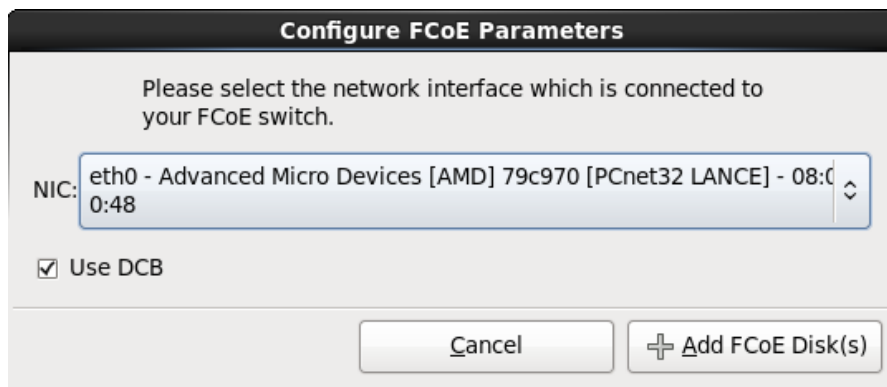 Configure FCoE Parameters
Please select the network interface which is connected to
your FCoE switch.
NIC:
eth0 - Advanced Micro Devices [AMD] 79c970 [PCnet32 LANCE] - 08:0
0:48
Use DCB
Cancel
Add FCoE Disk(s)